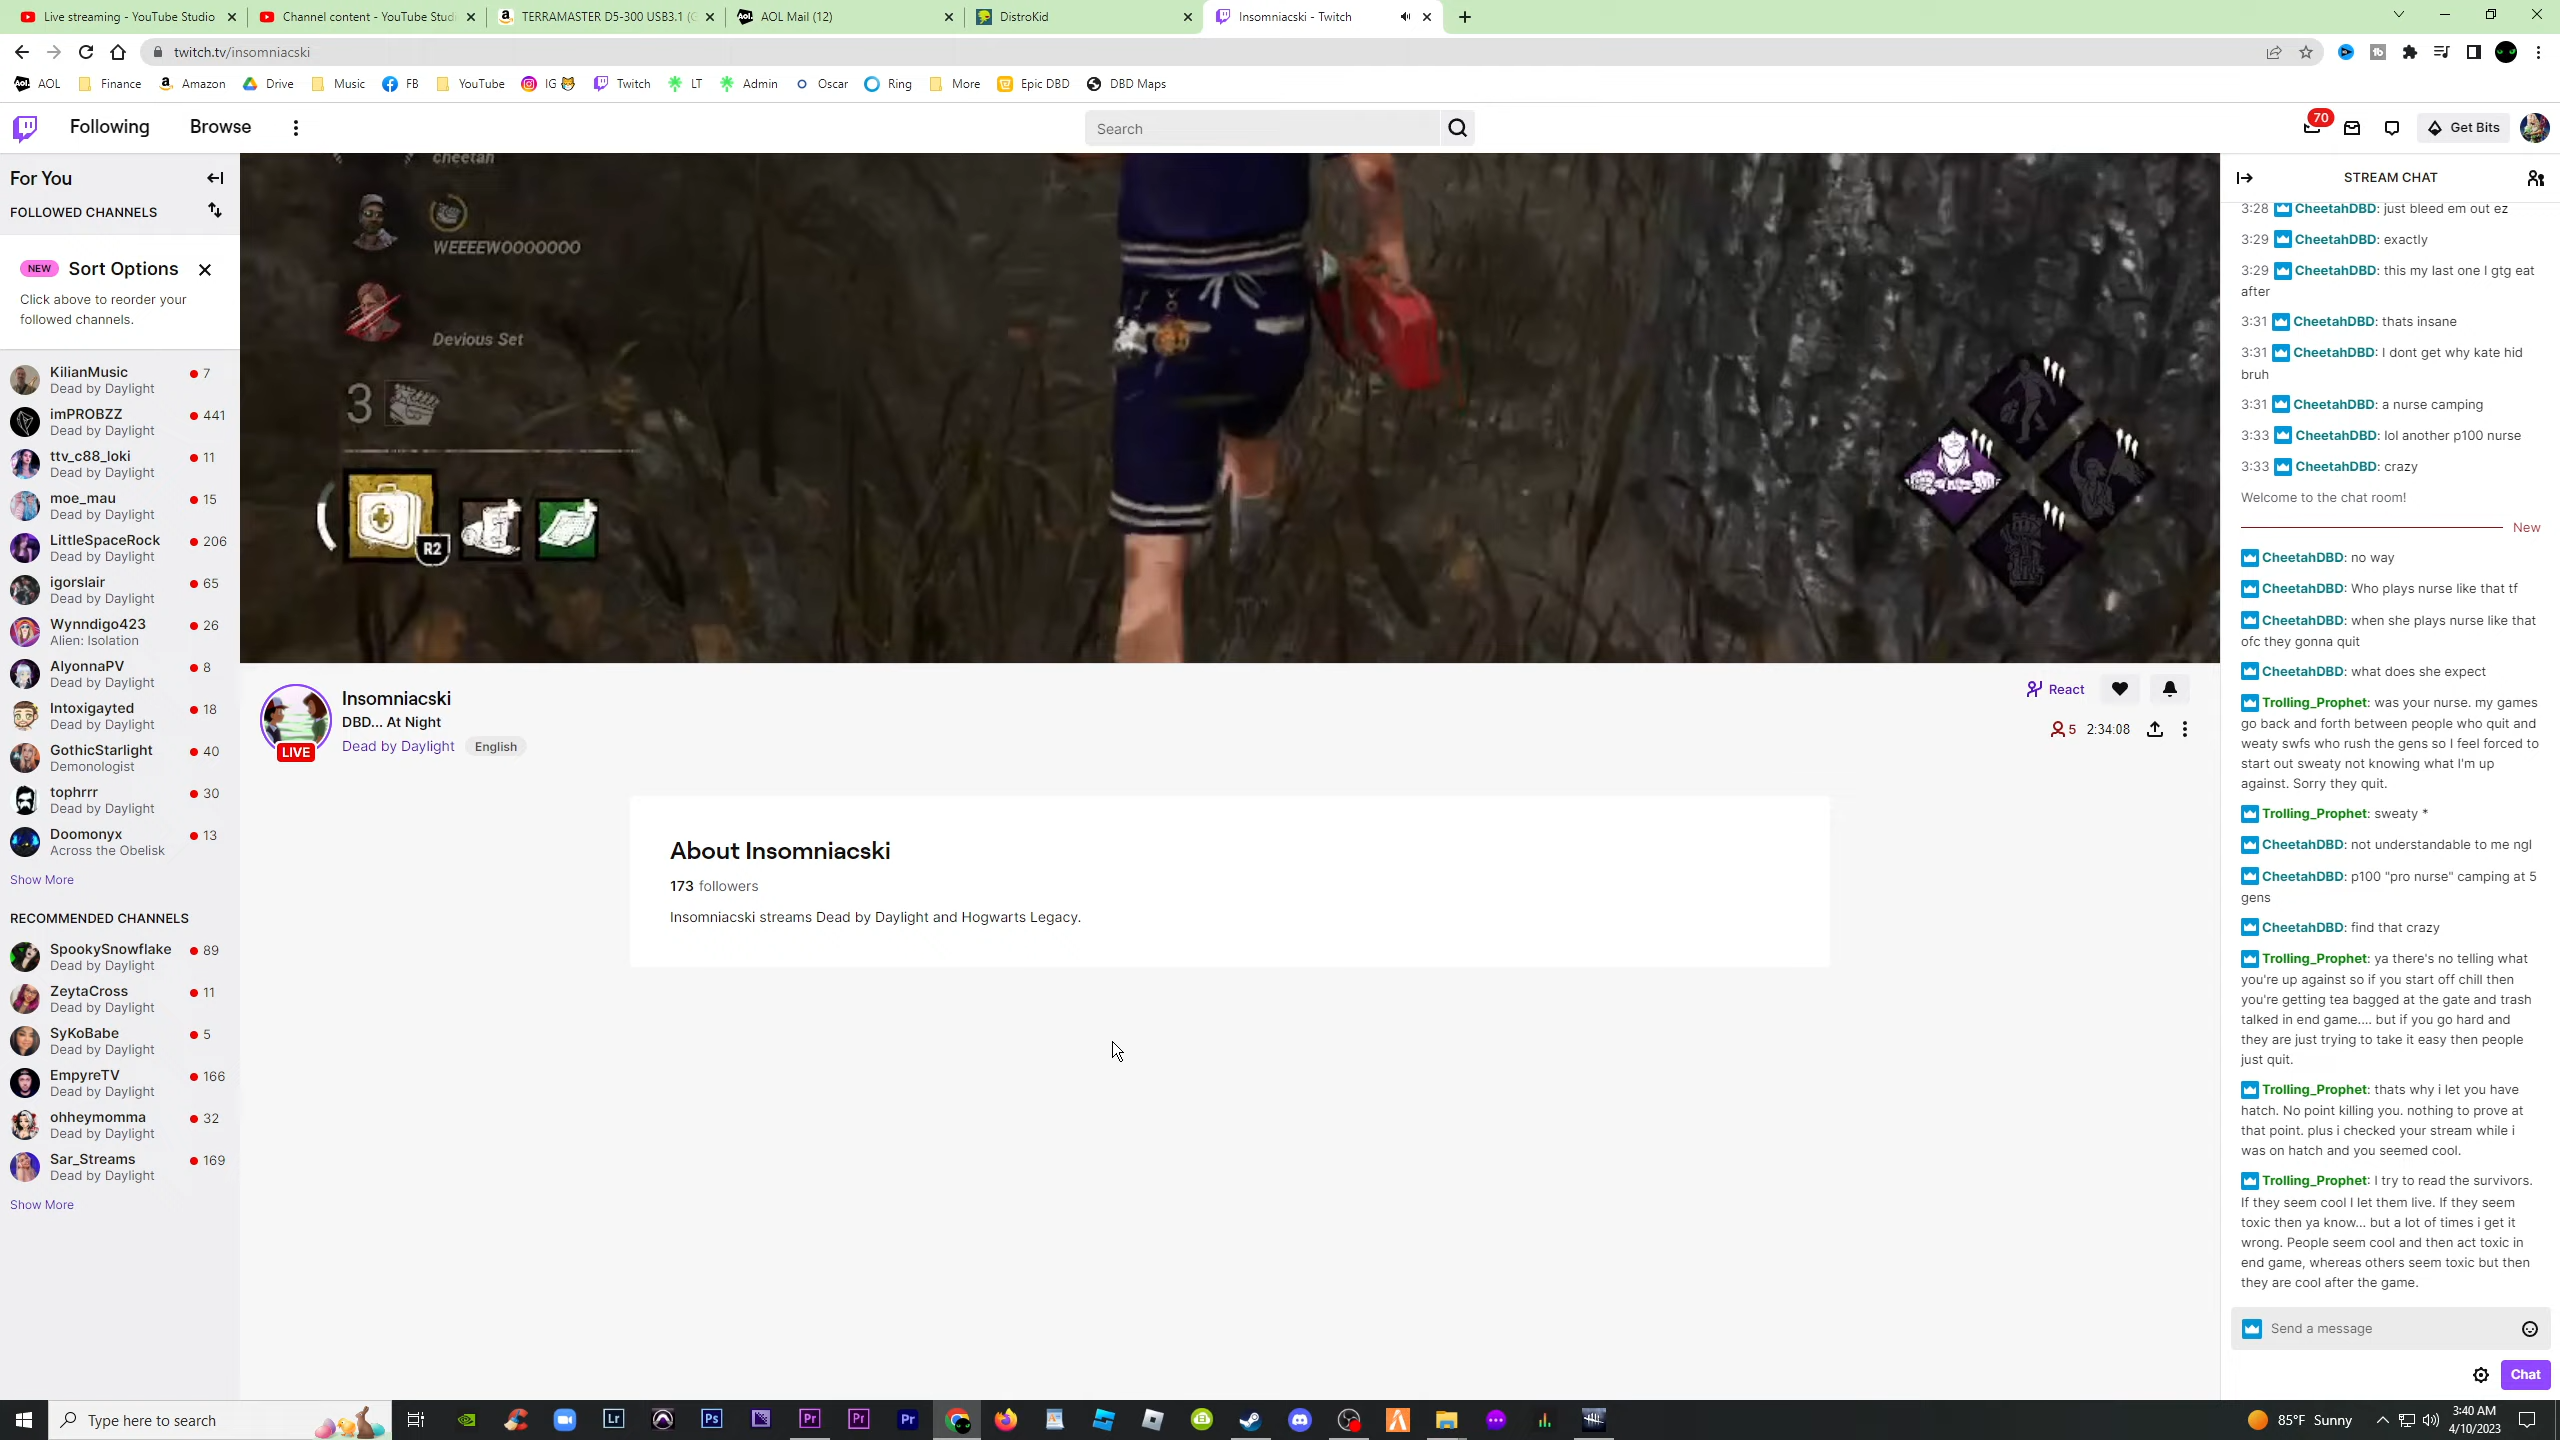 Live streaming - YouTube Studio
Channel content - YouTube Studi
TERRAMASTER D5-300 USB3.1 (G
AOL Mail (12)
DistroKid
Insomniacski - Twitch
twitch.tv/insomniacski
AOL Finance Amazon Drive Music FB YouTube IG Twitch LT Admin Oscar Ring More Epic DBD DBD Maps
Following
Browse
Search
70
Get Bits
For You
FOLLOWED CHANNELS
NEW Sort Options
Click above to reorder your
followed channels.
KilianMusic 7
Dead by Daylight
imPROBZZ 441
Dead by Daylight
ttv_c88_loki 11
Dead by Daylight
moe_mau 15
Dead by Daylight
LittleSpaceRock 206
Dead by Daylight
igorslair 65
Dead by Daylight
Wynndigo423 26
Alien: Isolation
AlyonnaPV 8
Dead by Daylight
Intoxigayted 18
Dead by Daylight
GothicStarlight 40
Demonologist
tophrrr 30
Dead by Daylight
Doomonyx 13
Across the Obelisk
Show More
RECOMMENDED CHANNELS
SpookySnowflake 89
Dead by Daylight
ZeytaCross 11
Dead by Daylight
SyKoBabe 5
Dead by Daylight
EmpyreTV 166
Dead by Daylight
ohheymomma 32
Dead by Daylight
Sar_Streams 169
Dead by Daylight
Show More
cheetah
WEEEEWOOOOOOO
Devious Set
3
R2
Insomniacski
DBD... At Night
Dead by Daylight English
LIVE
React
5 2:34:08
About Insomniacski
173 followers
Insomniacski streams Dead by Daylight and Hogwarts Legacy.
STREAM CHAT
3:28 CheetahDBD: just bleed em out ez
3:29 CheetahDBD: exactly
3:29 CheetahDBD: this my last one I gtg eat
after
3:31 CheetahDBD: thats insane
3:31 CheetahDBD: I dont get why kate hid
bruh
3:31 CheetahDBD: a nurse camping
3:33 CheetahDBD: lol another p100 nurse
3:33 CheetahDBD: crazy
Welcome to the chat room!
New
CheetahDBD: no way
CheetahDBD: Who plays nurse like that tf
CheetahDBD: when she plays nurse like that
ofc they gonna quit
CheetahDBD: what does she expect
Trolling_Prophet: was your nurse. my games
go back and forth between people who quit and
weaty swfs who rush the gens so I feel forced to
start out sweaty not knowing what I'm up
against. Sorry they quit.
Trolling_Prophet: sweaty *
CheetahDBD: not understandable to me ngl
CheetahDBD: p100 "pro nurse" camping at 5
gens
CheetahDBD: find that crazy
Trolling_Prophet: ya there's no telling what
you're up against so if you start off chill then
you're getting tea bagged at the gate and trash
talked in end game.... but if you go hard and
they are just trying to take it easy then people
just quit.
Trolling_Prophet: thats why i let you have
hatch. No point killing you. nothing to prove at
that point. plus i checked your stream while i
was on hatch and you seemed cool.
Trolling_Prophet: I try to read the survivors.
If they seem cool I let them live. If they seem
toxic then ya know... but a lot of times i get it
wrong. People seem cool and then act toxic in
end game, whereas others seem toxic but then
they are cool after the game.
Send a message
Chat
Type here to search
Lr
Ps
Pr
Pr
Pr
85°F Sunny
3:40 AM
4/10/2023